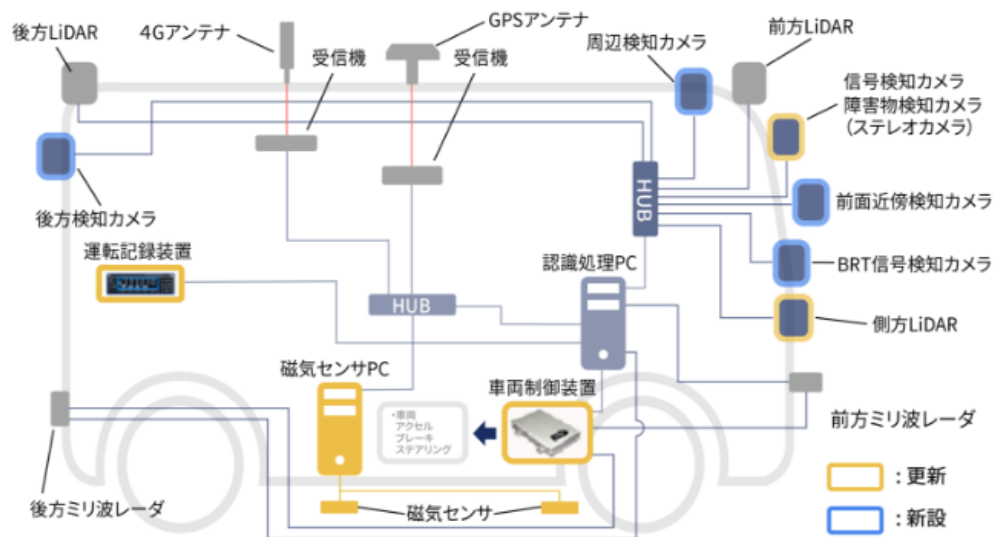 後方LiDAR
4Gアンテナ
受信機
GPSアンテナ
受信機
周辺検知カメラ
前方LiDAR
信号検知カメラ
障害物検知カメラ
（ステレオカメラ）
後方検知カメラ
HUB
前面近傍検知カメラ
運転記録装置
認識処理PC
BRT信号検知カメラ
HUB
側方LiDAR
磁気センサPC
車両制御装置
・車両
アクセル
ブレーキ
ステアリング
前方ミリ波レーダ
後方ミリ波レーダ
磁気センサ
：更新
：新設